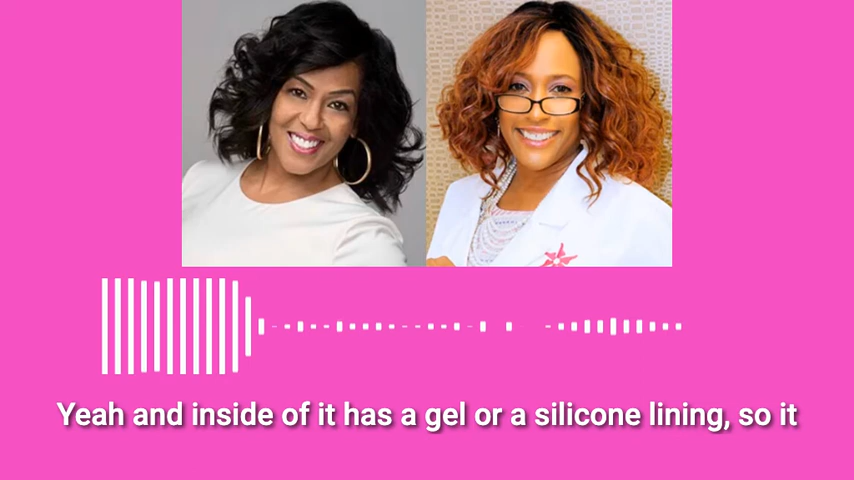 Yeah and inside of it has a gel or a silicone lining, so it